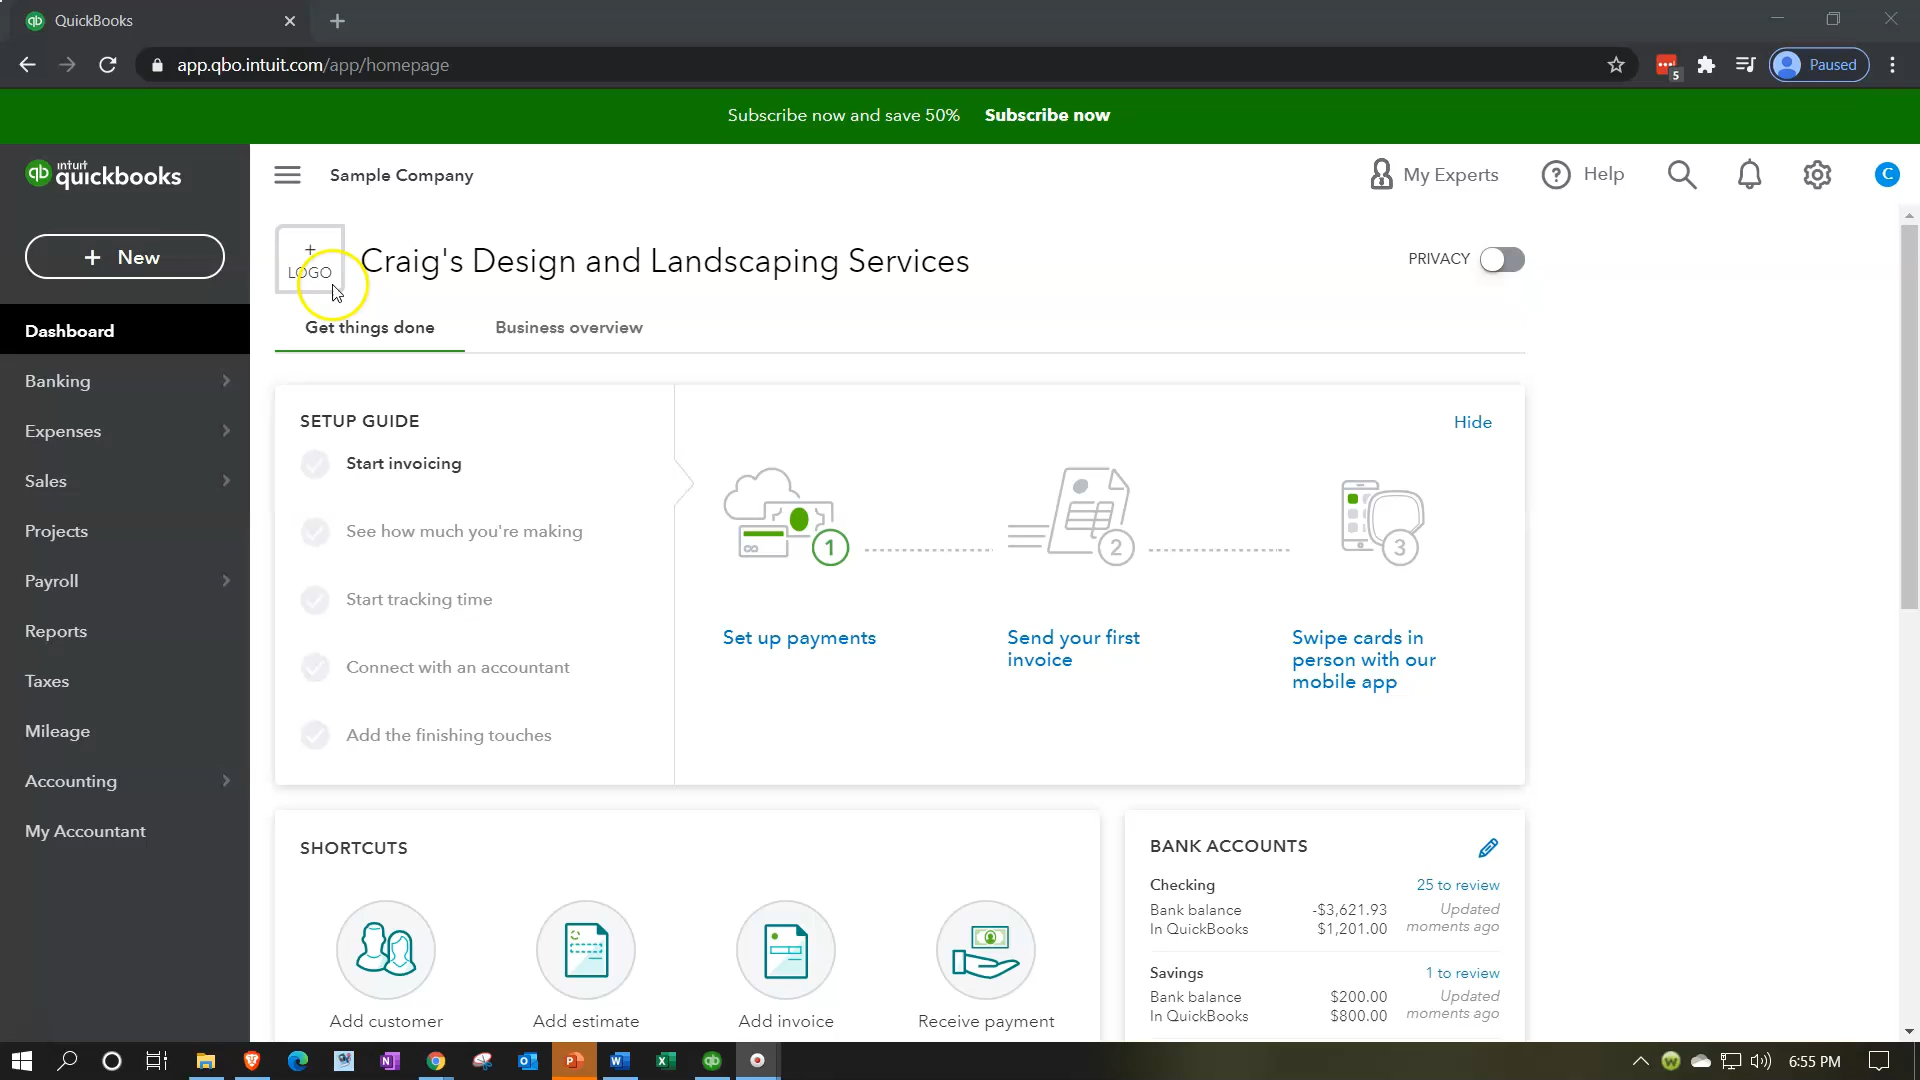 QuickBooks
app.qbo.intuit.com/app/homepage
5
Paused
Subscribe now and save 50% Subscribe now
qb intuit quickbooks
Sample Company
My Experts
? Help
C
+ New
+ LOGO
Craig's Design and Landscaping Services
PRIVACY
Get things done
Business overview
Dashboard
Banking
Expenses
Sales
Projects
Payroll
Reports
Taxes
Mileage
Accounting
My Accountant
SETUP GUIDE
Hide
Start invoicing
See how much you're making
Start tracking time
Connect with an accountant
Add the finishing touches
1
2
3
Set up payments
Send your first
invoice
Swipe cards in
person with our
mobile app
SHORTCUTS
Add customer
Add estimate
Add invoice
Receive payment
BANK ACCOUNTS
Checking 25 to review
Bank balance -$3,621.93 Updated
In QuickBooks $1,201.00 moments ago
Savings 1 to review
Bank balance $200.00 Updated
In QuickBooks $800.00 moments ago
6:55 PM